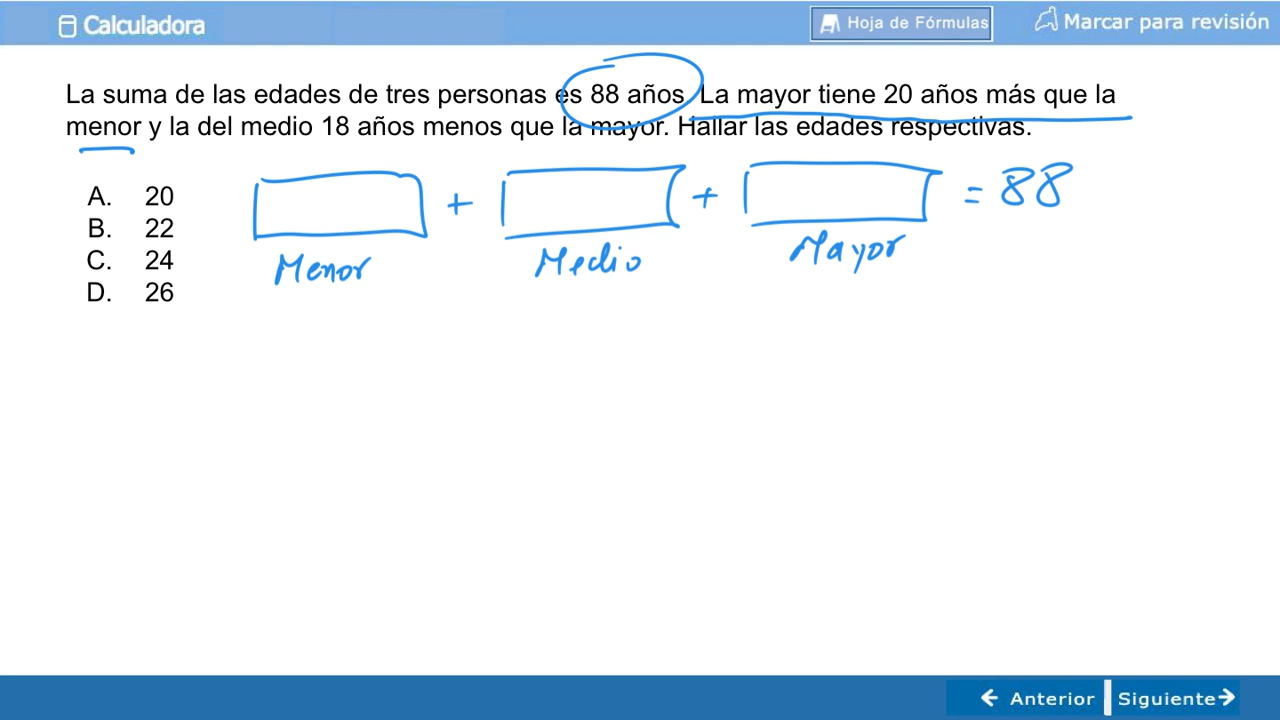 Calculadora
Hoja de Fórmulas
Marcar para revisión
La suma de las edades de tres personas es 88 años. La mayor tiene 20 años más que la
menor y la del medio 18 años menos que la mayor. Hallar las edades respectivas.
A. 20
B. 22
C. 24
D. 26
+ + = 88
Menor Medio Mayor
Anterior
Siguiente